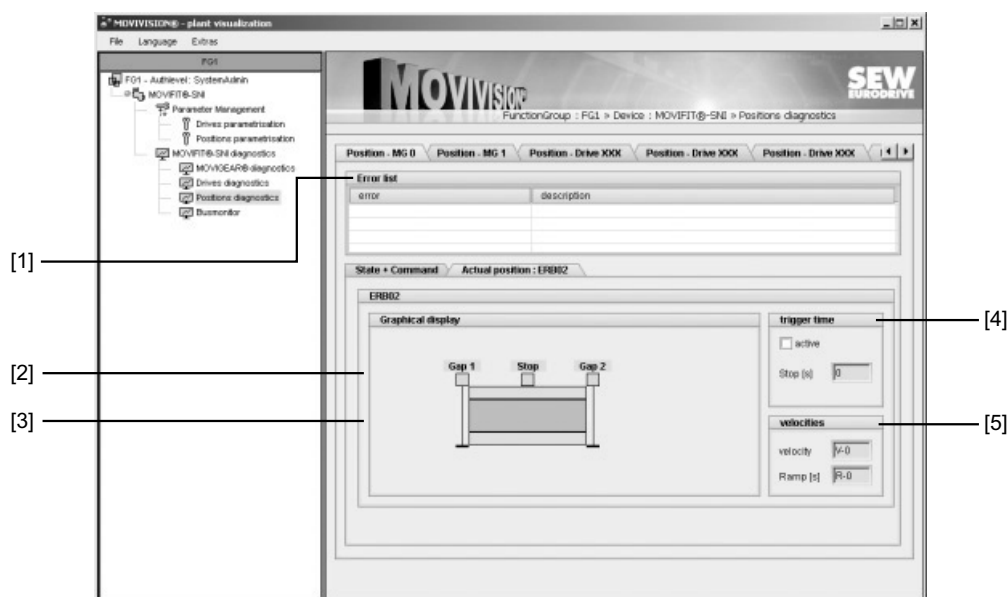 MOVIVISION® - plant visualization
File Language Extras
FG1
FG1 - Authlevel: SystemAdmin
MOVIFIT®-SNI
Parameter Management
Drives parametrisation
Positions parametrisation
MOVIFIT®-SNI diagnostics
MOVIGEAR®-diagnostics
Drives diagnostics
Positions diagnostics
Busmonitor
MOVIVISION
SEW
EURODRIVE
FunctionGroup : FG1 » Device : MOVIFIT®-SNI » Positions diagnostics
Position - MG 0 Position - MG 1 Position - Drive XXX Position - Drive XXX Position - Drive XXX
Error list
error description
[1]
State + Command Actual position : ERB02
ERB02
Graphical display
trigger time
[4]
active
Gap 1 Stop Gap 2
Stop [s] 0
[2]
[3]
velocities
[5]
velocity V-0
Ramp [s] R-0